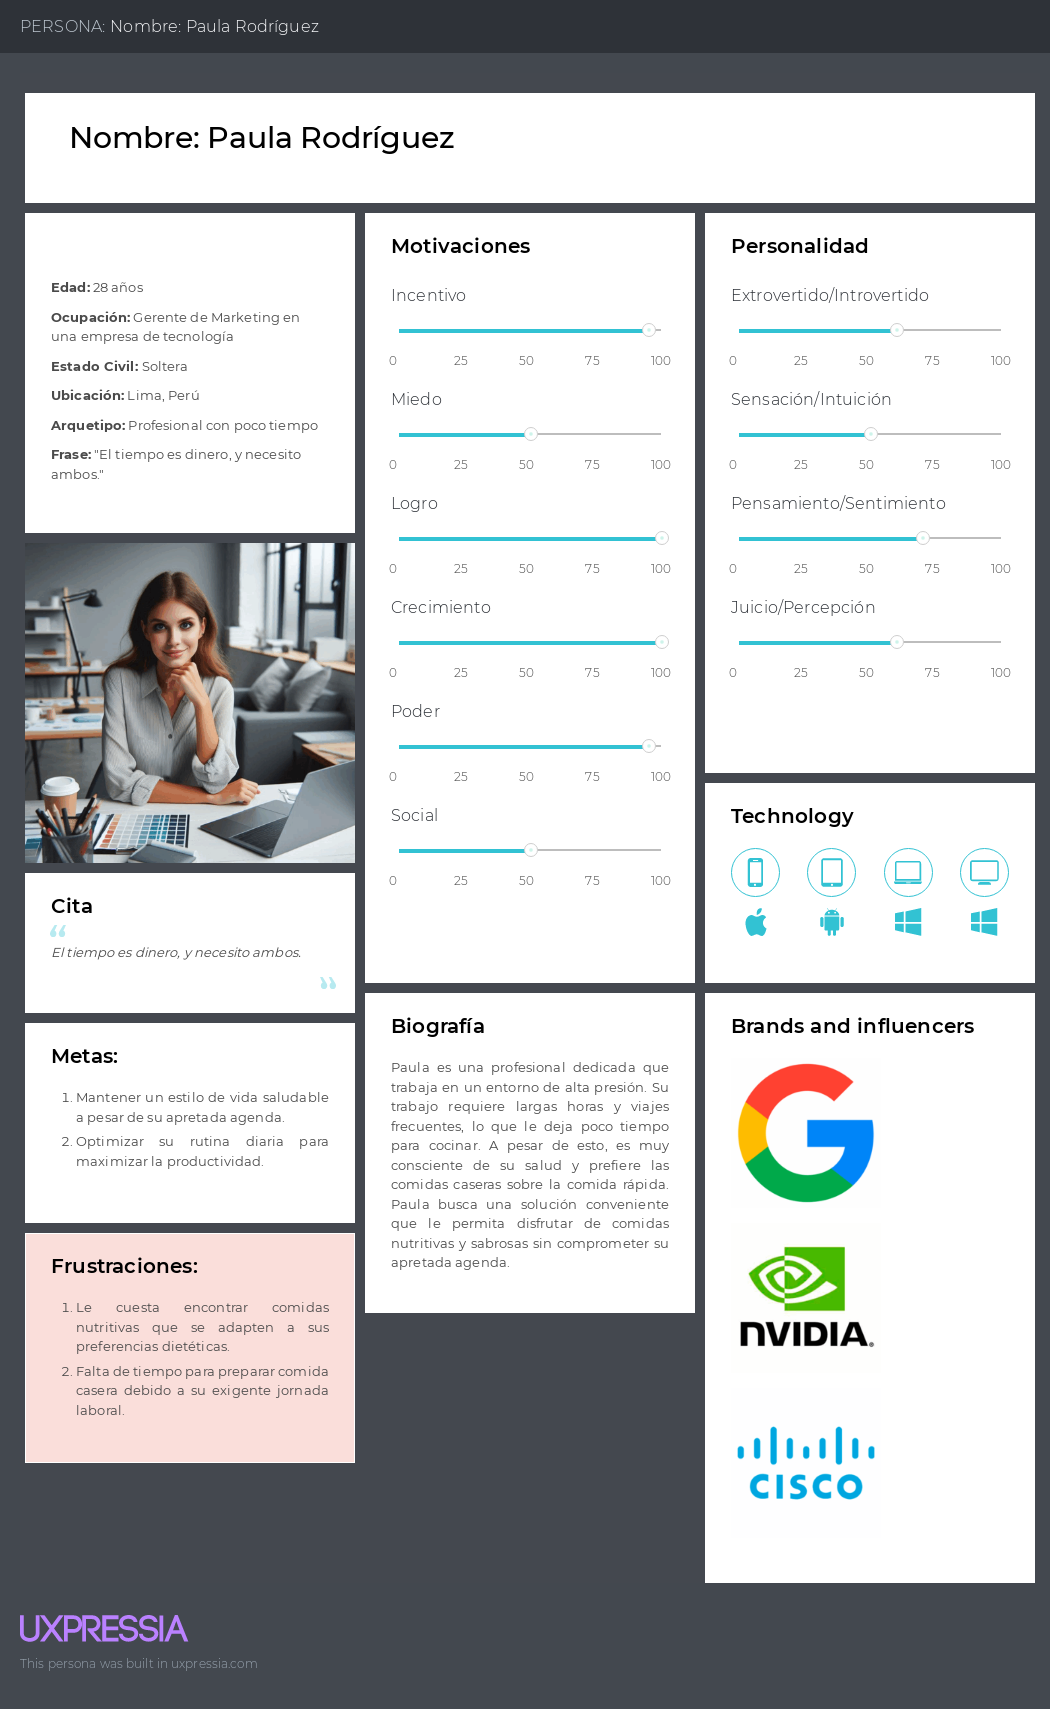 PERSONA: Nombre: Paula Rodríguez
Nombre: Paula Rodríguez
Edad: 28 años
Ocupación: Gerente de Marketing en
una empresa de tecnología
Estado Civil: Soltera
Ubicación: Lima, Perú
Arquetipo: Profesional con poco tiempo
Frase: "El tiempo es dinero, y necesito
ambos."
Cita
“
El tiempo es dinero, y necesito ambos.
”
Metas:
1. Mantener un estilo de vida saludable
a pesar de su apretada agenda.
2. Optimizar su rutina diaria para
maximizar la productividad.
Frustraciones:
1. Le cuesta encontrar comidas
nutritivas que se adapten a sus
preferencias dietéticas.
2. Falta de tiempo para preparar comida
casera debido a su exigente jornada
laboral.
Motivaciones
Incentivo
0 25 50 75 100
Miedo
0 25 50 75 100
Logro
0 25 50 75 100
Crecimiento
0 25 50 75 100
Poder
0 25 50 75 100
Social
0 25 50 75 100
Biografía
Paula es una profesional dedicada que
trabaja en un entorno de alta presión. Su
trabajo requiere largas horas y viajes
frecuentes, lo que le deja poco tiempo
para cocinar. A pesar de esto, es muy
consciente de su salud y prefiere las
comidas caseras sobre la comida rápida.
Paula busca una solución conveniente
que le permita disfrutar de comidas
nutritivas y sabrosas sin comprometer su
apretada agenda.
Personalidad
Extrovertido/Introvertido
0 25 50 75 100
Sensación/Intuición
0 25 50 75 100
Pensamiento/Sentimiento
0 25 50 75 100
Juicio/Percepción
0 25 50 75 100
Technology
Brands and influencers
G
NVIDIA®
CISCO
UXPRESSIA
This persona was built in uxpressia.com